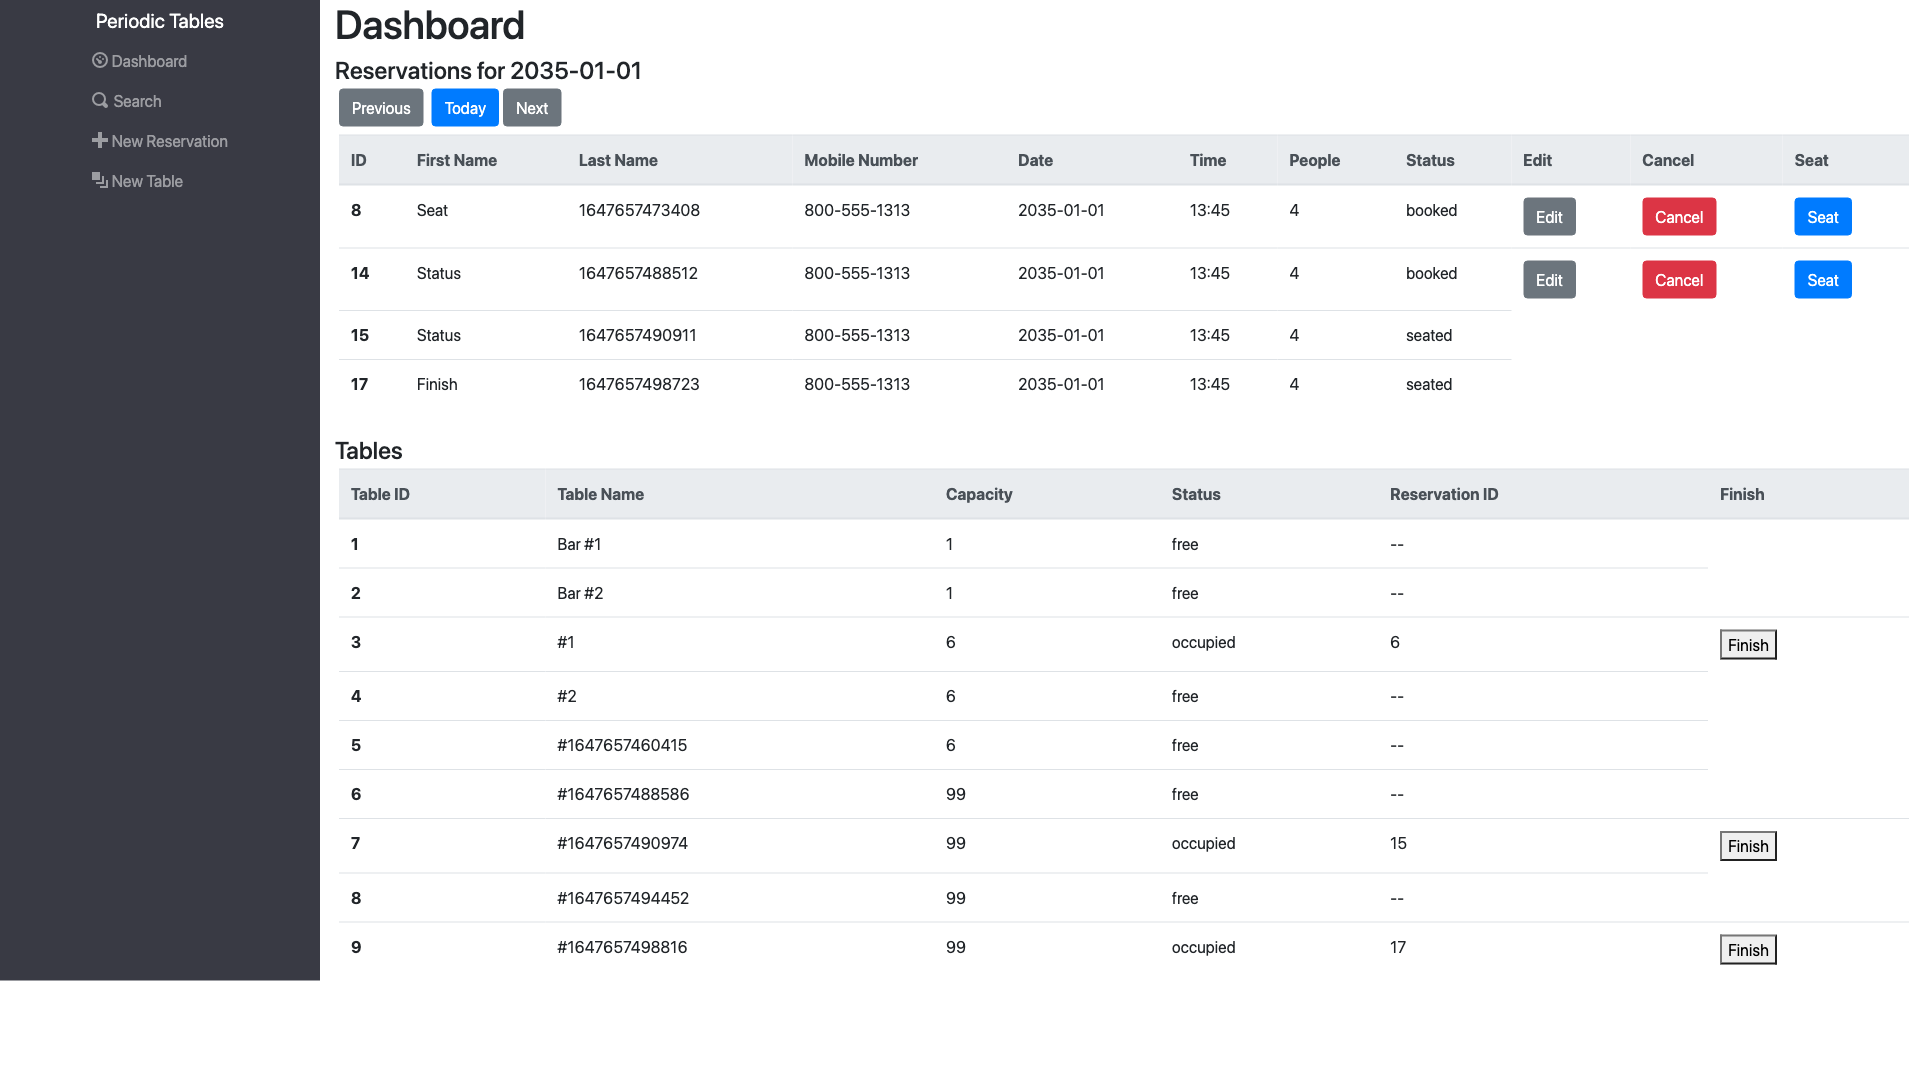 Periodic Tables
Dashboard
Search
New Reservation
New Table
Dashboard
Reservations for 2035-01-01
Previous Today Next
ID First Name Last Name Mobile Number Date Time People Status Edit Cancel Seat
8 Seat 1647657473408 800-555-1313 2035-01-01 13:45 4 booked Edit Cancel Seat
14 Status 1647657488512 800-555-1313 2035-01-01 13:45 4 booked Edit Cancel Seat
15 Status 1647657490911 800-555-1313 2035-01-01 13:45 4 seated
17 Finish 1647657498723 800-555-1313 2035-01-01 13:45 4 seated
Tables
Table ID Table Name Capacity Status Reservation ID Finish
1 Bar #1 1 free --
2 Bar #2 1 free --
3 #1 6 occupied 6 Finish
4 #2 6 free --
5 #1647657460415 6 free --
6 #1647657488586 99 free --
7 #1647657490974 99 occupied 15 Finish
8 #1647657494452 99 free --
9 #1647657498816 99 occupied 17 Finish